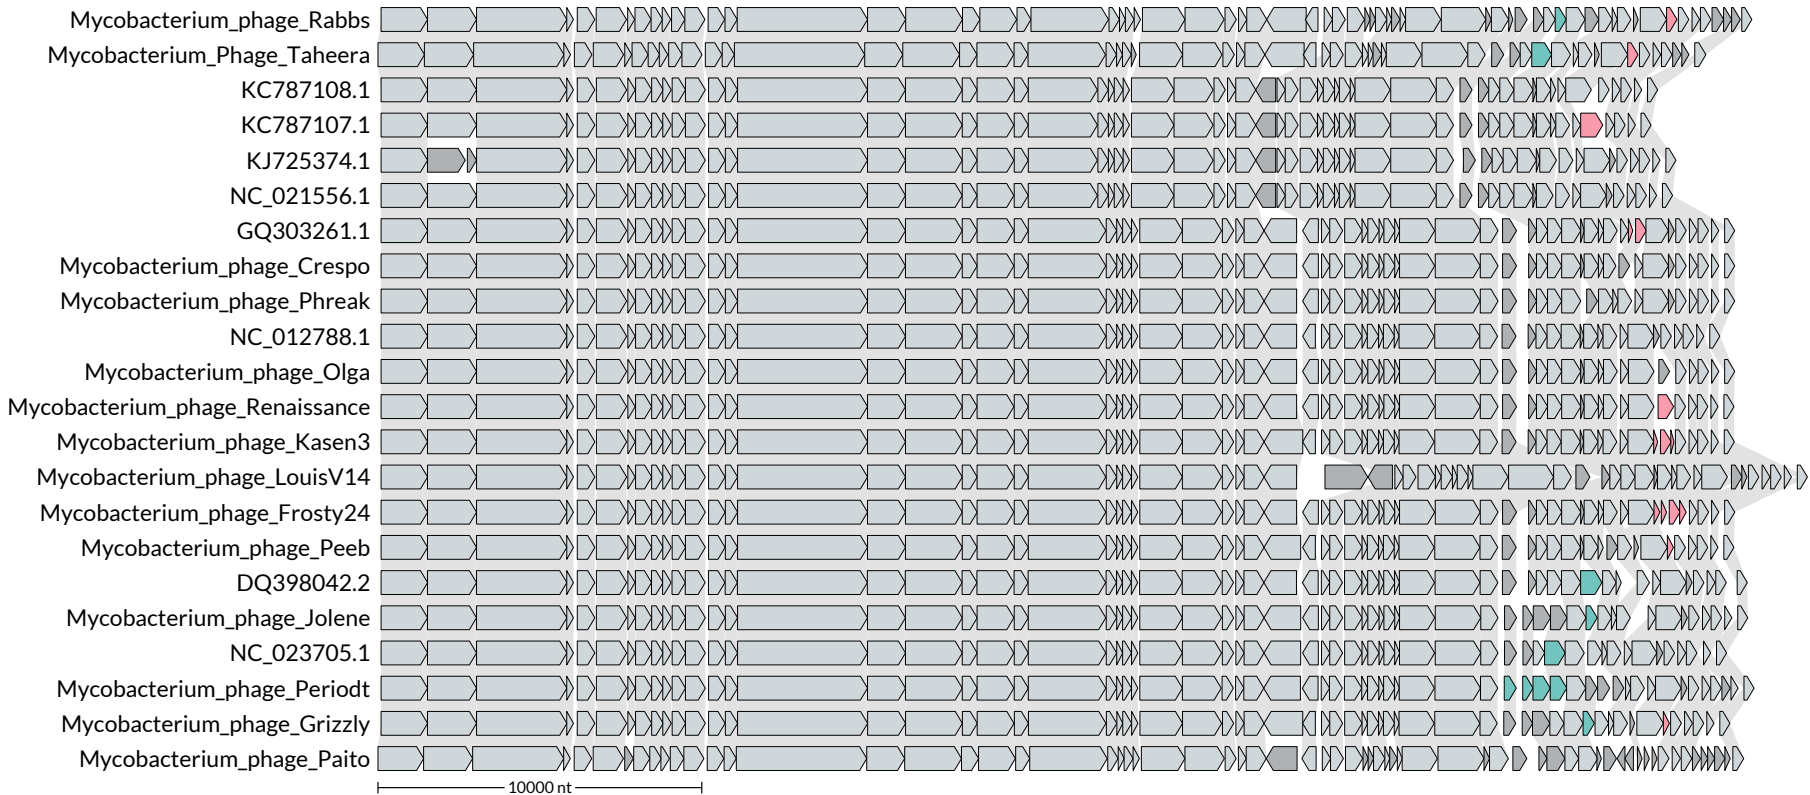 Mycobacterium_phage_Rabbs
Mycobacterium_Phage_Taheera
KC787108.1
KC787107.1
KJ725374.1
NC_021556.1
GQ303261.1
Mycobacterium_phage_Crespo
Mycobacterium_phage_Phreak
NC_012788.1
Mycobacterium_phage_Olga
Mycobacterium_phage_Renaissance
Mycobacterium_phage_Kasen3
Mycobacterium_phage_LouisV14
Mycobacterium_phage_Frosty24
Mycobacterium_phage_Peeb
DQ398042.2
Mycobacterium_phage_Jolene
NC_023705.1
Mycobacterium_phage_Periodt
Mycobacterium_phage_Grizzly
Mycobacterium_phage_Paito
10000 nt